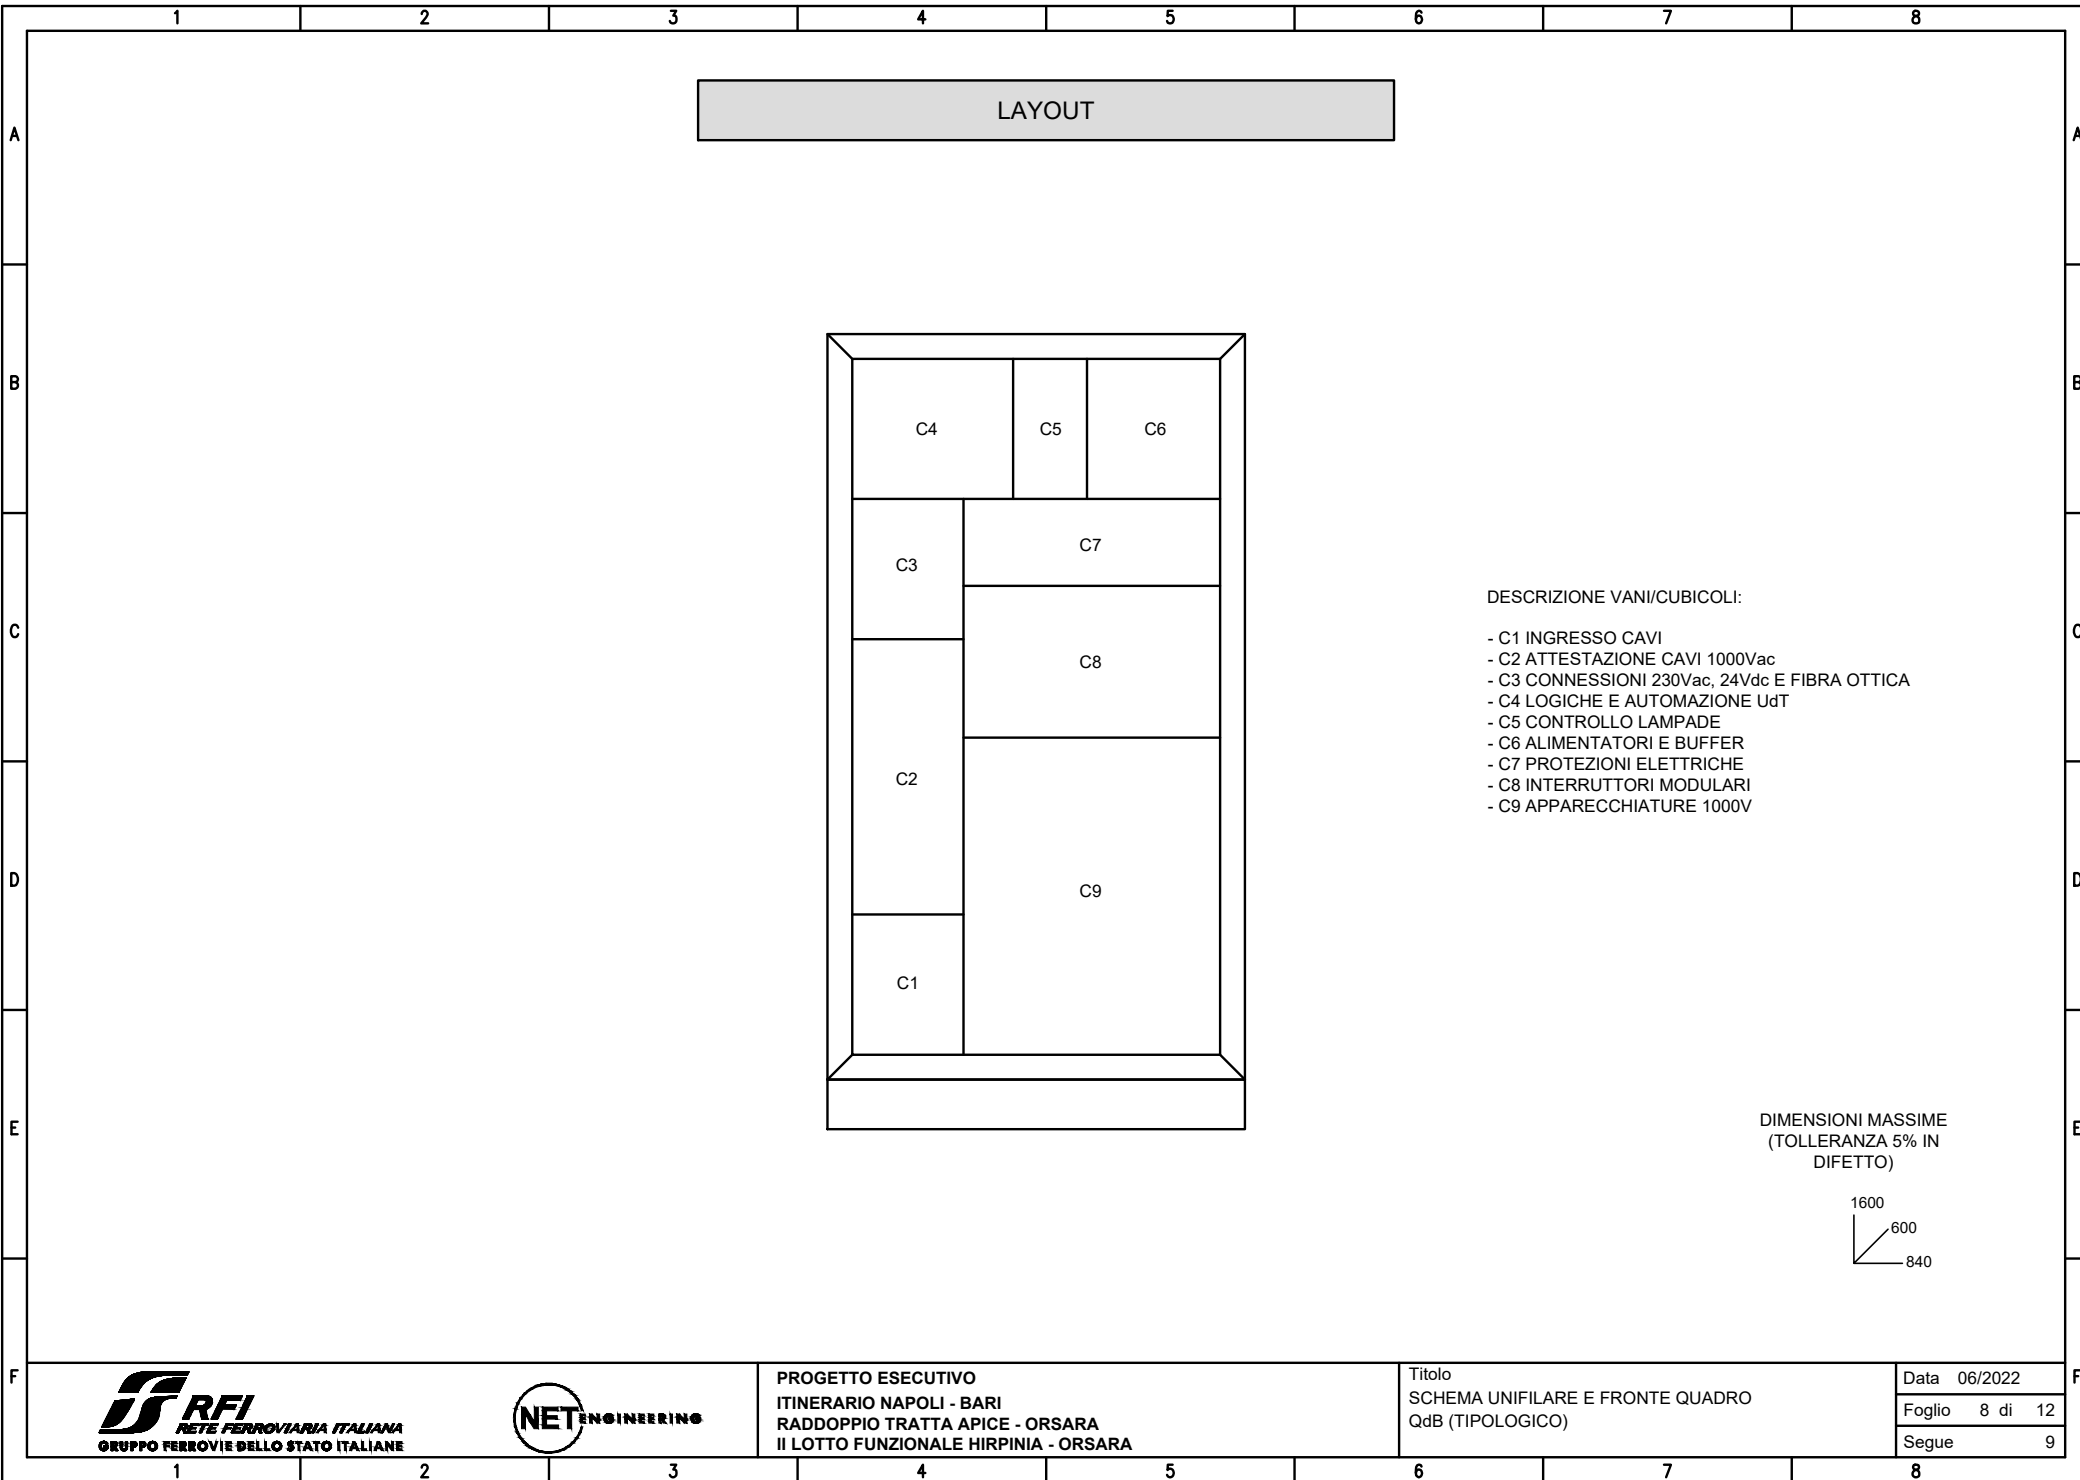 1 2 3 4 5 6 7 8
LAYOUT
A A
B B
C4 C5 C6
C7
C3
C C
C8
DESCRIZIONE VANI/CUBICOLI:
- C1 INGRESSO CAVI
- C2 ATTESTAZIONE CAVI 1000Vac
- C3 CONNESSIONI 230Vac, 24Vdc E FIBRA OTTICA
- C4 LOGICHE E AUTOMAZIONE UdT
- C5 CONTROLLO LAMPADE
- C6 ALIMENTATORI E BUFFER
- C7 PROTEZIONI ELETTRICHE
- C8 INTERRUTTORI MODULARI
- C9 APPARECCHIATURE 1000V
C2
D D
C9
C1
E E
DIMENSIONI MASSIME
(TOLLERANZA 5% IN
DIFETTO)
1600
600
840
F F
RFI
RETE FERROVIARIA ITALIANA
GRUPPO FERROVIE DELLO STATO ITALIANE
NET ENGINEERING
PROGETTO ESECUTIVO
ITINERARIO NAPOLI - BARI
RADDOPPIO TRATTA APICE - ORSARA
II LOTTO FUNZIONALE HIRPINIA - ORSARA
Titolo
SCHEMA UNIFILARE E FRONTE QUADRO
QdB (TIPOLOGICO)
Data 06/2022
Foglio 8 di 12
Segue 9
1 2 3 4 5 6 7 8